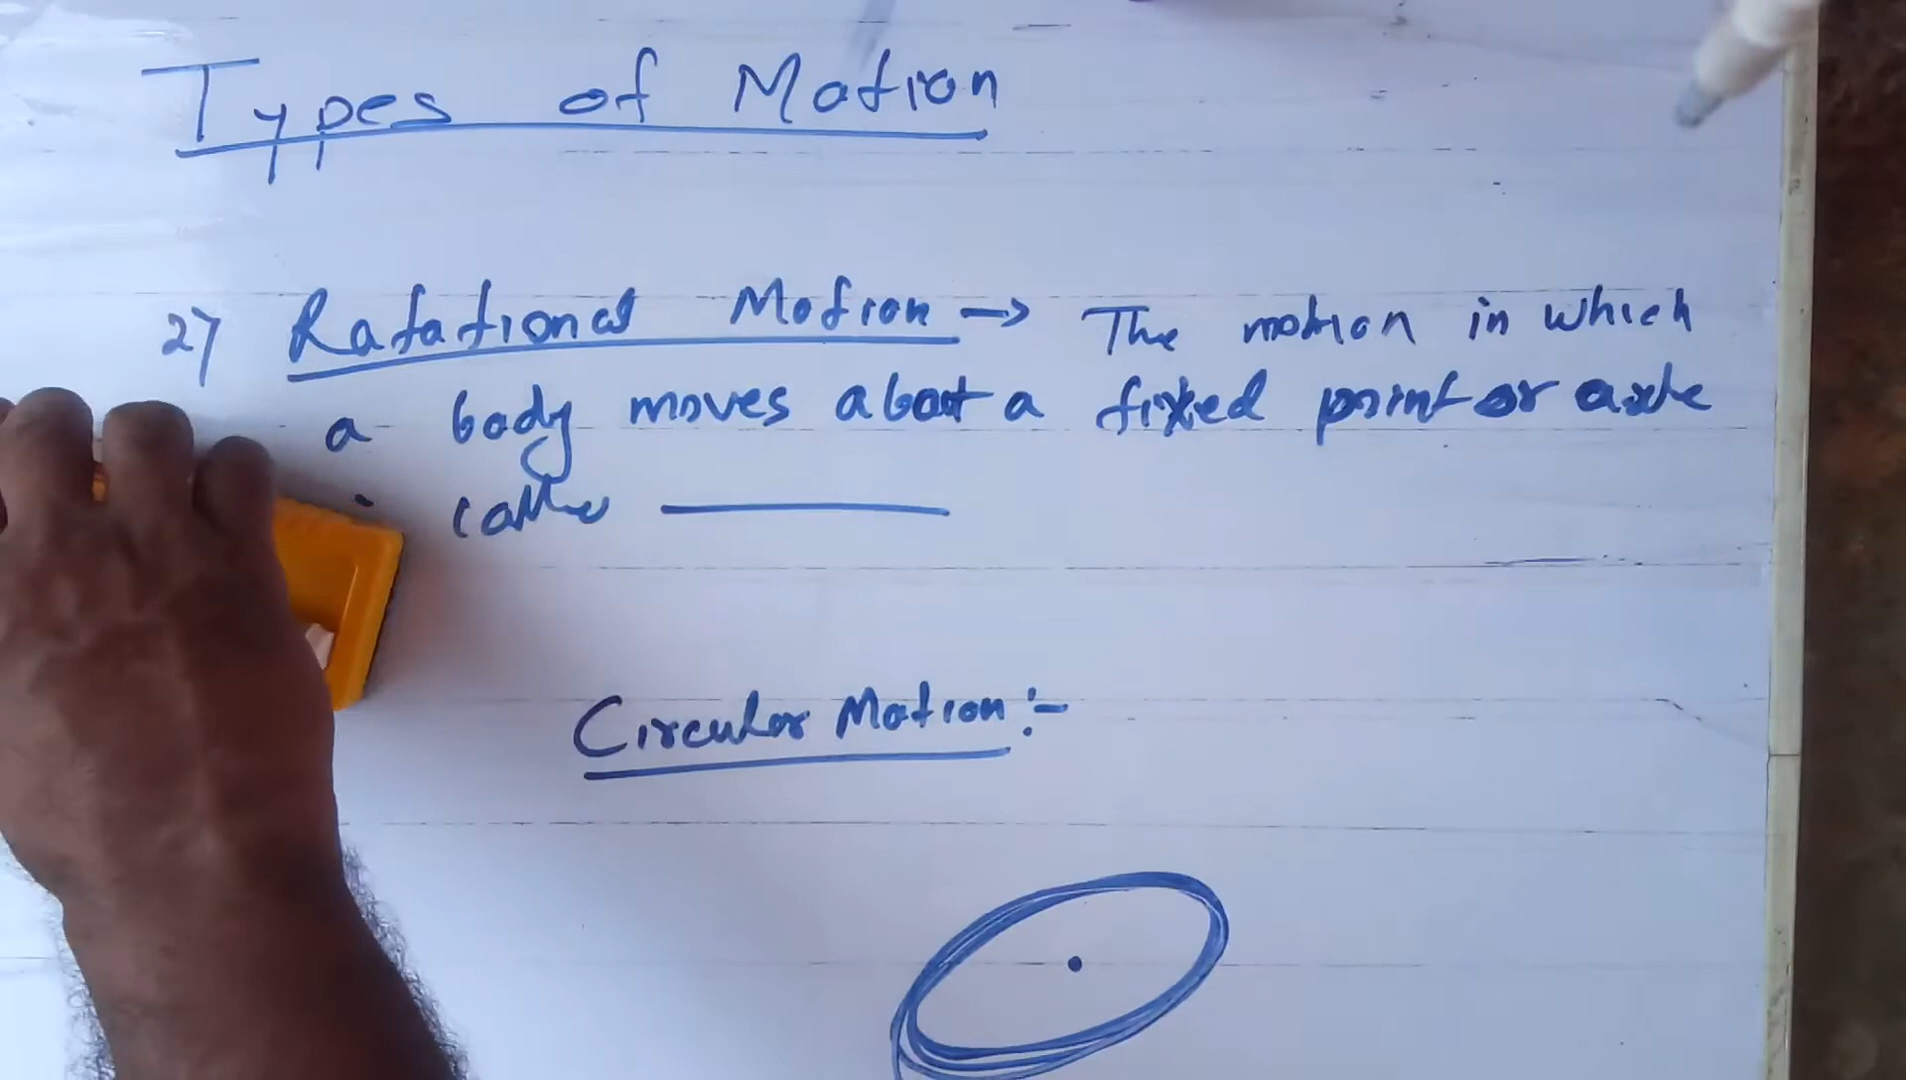 Types of Motion
2) Rotational Motion → The motion in which
a body moves about a fixed point or axle
called
Circular Motion :-